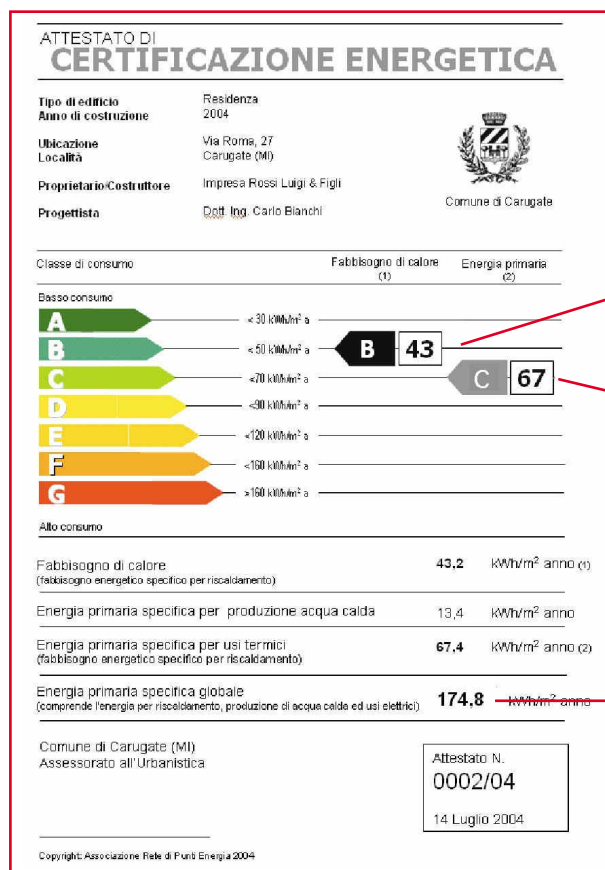 ATTESTATO DI
CERTIFICAZIONE ENERGETICA
Tipo di edificio Residenza
Anno di costruzione 2004
Ubicazione Via Roma, 27
Località Carugate (MI)
Proprietario/Costruttore Impresa Rossi Luigi & Figli
Progettista Dott. Ing. Carlo Bianchi
Comune di Carugate
Classe di consumo Fabbisogno di calore (1) Energia primaria (2)
Basso consumo
A <30 kWh/m² a
B <50 kWh/m² a B 43
C <70 kWh/m² a C 67
D <90 kWh/m² a
E <120 kWh/m² a
F <160 kWh/m² a
G >160 kWh/m² a
Alto consumo
Fabbisogno di calore 43,2 kWh/m² anno (1)
(fabbisogno energetico specifico per riscaldamento)
Energia primaria specifica per produzione acqua calda 13,4 kWh/m² anno
Energia primaria specifica per usi termici 67,4 kWh/m² anno (2)
(fabbisogno energetico specifico per riscaldamento)
Energia primaria specifica globale 174,8 kWh/m² anno
(comprende l'energia per riscaldamento, produzione di acqua calda ed usi elettrici)
Comune di Carugate (MI)
Assessorato all'Urbanistica
Attestato N.
0002/04
14 Luglio 2004
Copyright: Associazione Rete di Punti Energia 2004